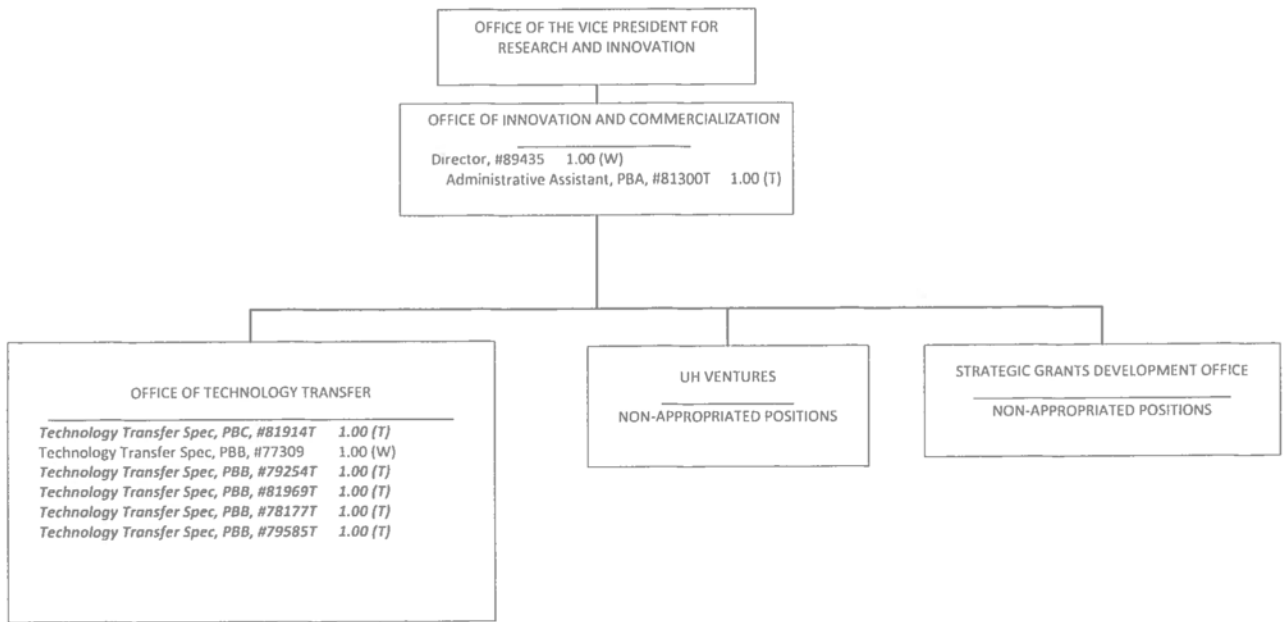 OFFICE OF THE VICE PRESIDENT FOR
RESEARCH AND INNOVATION
OFFICE OF INNOVATION AND COMMERCIALIZATION
Director, #89435 1.00 (W)
Administrative Assistant, PBA, #81300T 1.00 (T)
OFFICE OF TECHNOLOGY TRANSFER
Technology Transfer Spec, PBC, #81914T 1.00 (T)
Technology Transfer Spec, PBB, #77309 1.00 (W)
Technology Transfer Spec, PBB, #79254T 1.00 (T)
Technology Transfer Spec, PBB, #81969T 1.00 (T)
Technology Transfer Spec, PBB, #78177T 1.00 (T)
Technology Transfer Spec, PBB, #79585T 1.00 (T)
UH VENTURES
NON-APPROPRIATED POSITIONS
STRATEGIC GRANTS DEVELOPMENT OFFICE
NON-APPROPRIATED POSITIONS